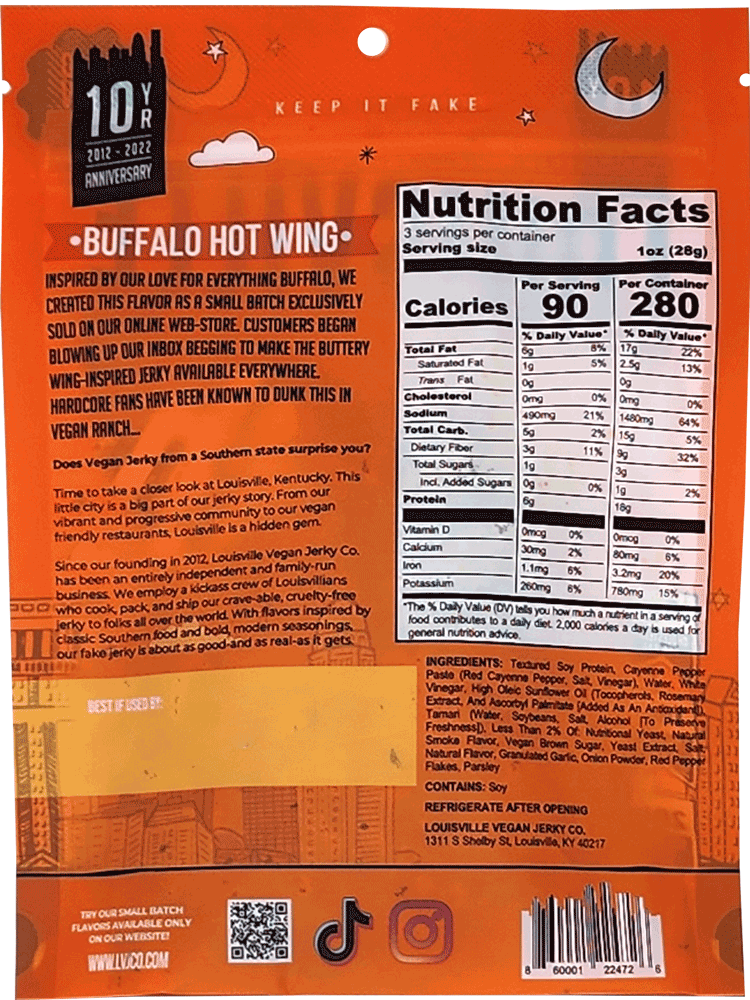 10 YR
2012 - 2022
ANNIVERSARY
KEEP IT FAKE
•BUFFALO HOT WING•
INSPIRED BY OUR LOVE FOR EVERYTHING BUFFALO, WE
CREATED THIS FLAVOR AS A SMALL BATCH EXCLUSIVELY
SOLD ON OUR ONLINE WEB-STORE. CUSTOMERS BEGAN
BLOWING UP OUR INBOX BEGGING TO MAKE THE BUTTERY
WING-INSPIRED JERKY AVAILABLE EVERYWHERE.
HARDCORE FANS HAVE BEEN KNOWN TO DUNK THIS IN
VEGAN RANCH...
Does Vegan Jerky from a Southern state surprise you?
Time to take a closer look at Louisville, Kentucky. This
little city is a big part of our jerky story. From our
vibrant and progressive community to our vegan
friendly restaurants, Louisville is a hidden gem.
Since our founding in 2012, Louisville Vegan Jerky Co.
has been an entirely independent and family-run
business. We employ a kickass crew of Louisvillians
who cook, pack, and ship our crave-able, cruelty-free
jerky to folks all over the world. With flavors inspired by
classic Southern food and bold, modern seasonings,
our fake jerky is about as good-and as real-as it gets.
BEST IF USED BY:
Nutrition Facts
3 servings per container
Serving size 1oz (28g)
Per Serving Per Container
Calories 90 280
% Daily Value* % Daily Value*
Total Fat 6g 8% 17g 22%
Saturated Fat 1g 5% 2.5g 13%
Trans Fat 0g 0g
Cholesterol 0mg 0% 0mg 0%
Sodium 490mg 21% 1480mg 64%
Total Carb. 5g 2% 15g 5%
Dietary Fiber 3g 11% 9g 32%
Total Sugars 1g 3g
Incl. Added Sugars 0g 0% 1g 2%
Protein 6g 18g
Vitamin D 0mcg 0% 0mcg 0%
Calcium 30mg 2% 80mg 6%
Iron 1.1mg 6% 3.2mg 20%
Potassium 260mg 6% 780mg 15%
*The % Daily Value (DV) tells you how much a nutrient in a serving of
food contributes to a daily diet. 2,000 calories a day is used for
general nutrition advice.
INGREDIENTS: Textured Soy Protein, Cayenne Pepper
Paste (Red Cayenne Pepper, Salt, Vinegar), Water, White
Vinegar, High Oleic Sunflower Oil (Tocopherols, Rosemary
Extract, And Ascorbyl Palmitate [Added As An Antioxidant]),
Tamari (Water, Soybeans, Salt, Alcohol [To Preserve
Freshness]), Less Than 2% Of: Nutritional Yeast, Natural
Smoke Flavor, Vegan Brown Sugar, Yeast Extract, Salt,
Natural Flavor, Granulated Garlic, Onion Powder, Red Pepper
Flakes, Parsley
CONTAINS: Soy
REFRIGERATE AFTER OPENING
LOUISVILLE VEGAN JERKY CO.
1311 S Shelby St, Louisville, KY 40217
TRY OUR SMALL BATCH
FLAVORS AVAILABLE ONLY
ON OUR WEBSITE!
WWW.LVJCO.COM
8 60001 22472 6